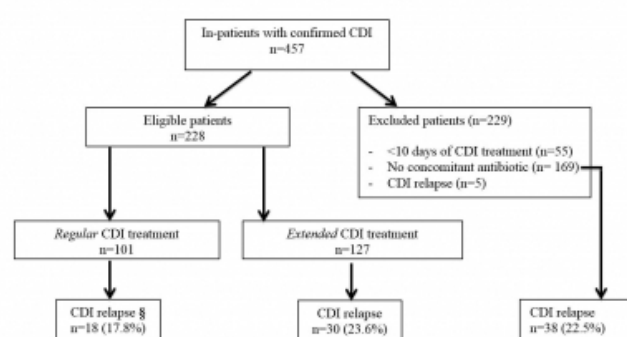 In-patients with confirmed CDI
n=457
Eligible patients
n=228
Excluded patients (n=229)
- <10 days of CDI treatment (n=55)
- No concomitant antibiotic (n= 169)
- CDI relapse (n=5)
Regular CDI treatment
n=101
Extended CDI treatment
n=127
CDI relapse §
n=18 (17.8%)
CDI relapse
n=30 (23.6%)
CDI relapse
n=38 (22.5%)